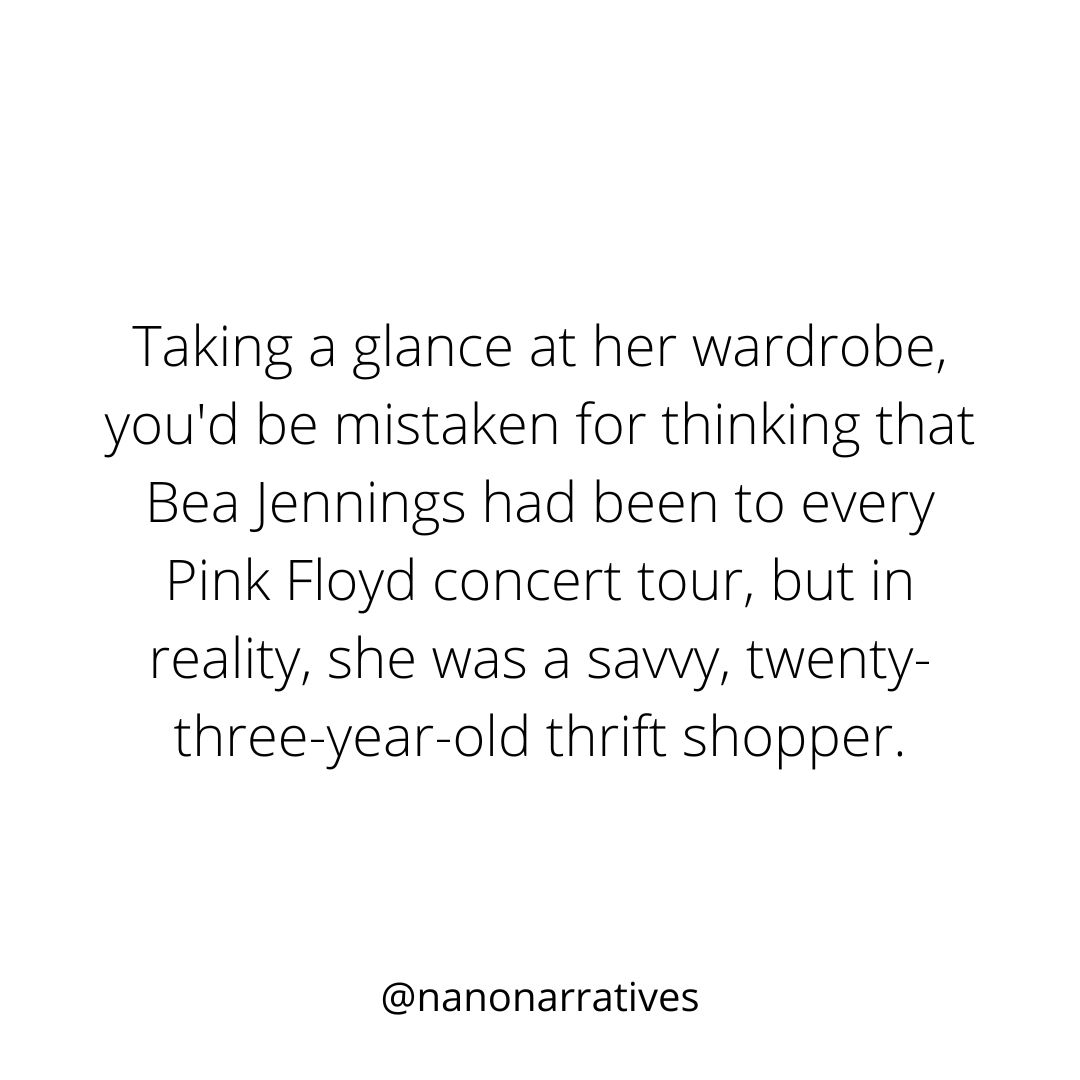 Taking a glance at her wardrobe,
you'd be mistaken for thinking that
Bea Jennings had been to every
Pink Floyd concert tour, but in
reality, she was a savvy, twenty-
three-year-old thrift shopper.
@nanonarratives